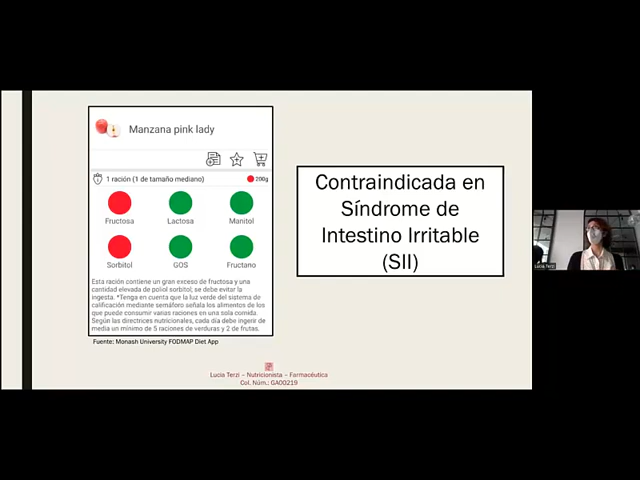 Manzana pink lady
1 ración (1 de tamaño mediano)
200g
Fructosa
Lactosa
Manitol
Sorbitol
GOS
Fructano
Esta ración contiene un gran exceso de fructosa y una
cantidad elevada de poliol sorbitol; se debe evitar la
ingesta. *Tenga en cuenta que la luz verde del sistema de
calificación mediante semáforo señala los alimentos de los
que puede consumir varias raciones en una sola comida.
Según las directrices nutricionales, cada día debe ingerir de
media un mínimo de 5 raciones de verduras y 2 de frutas.
Fuente: Monash University FODMAP Diet App
Contraindicada en
Síndrome de
Intestino Irritable
(SII)
Lucía Terzi – Nutricionista – Farmacéutica
Col. Núm.: GA00219
Lucía Terzi